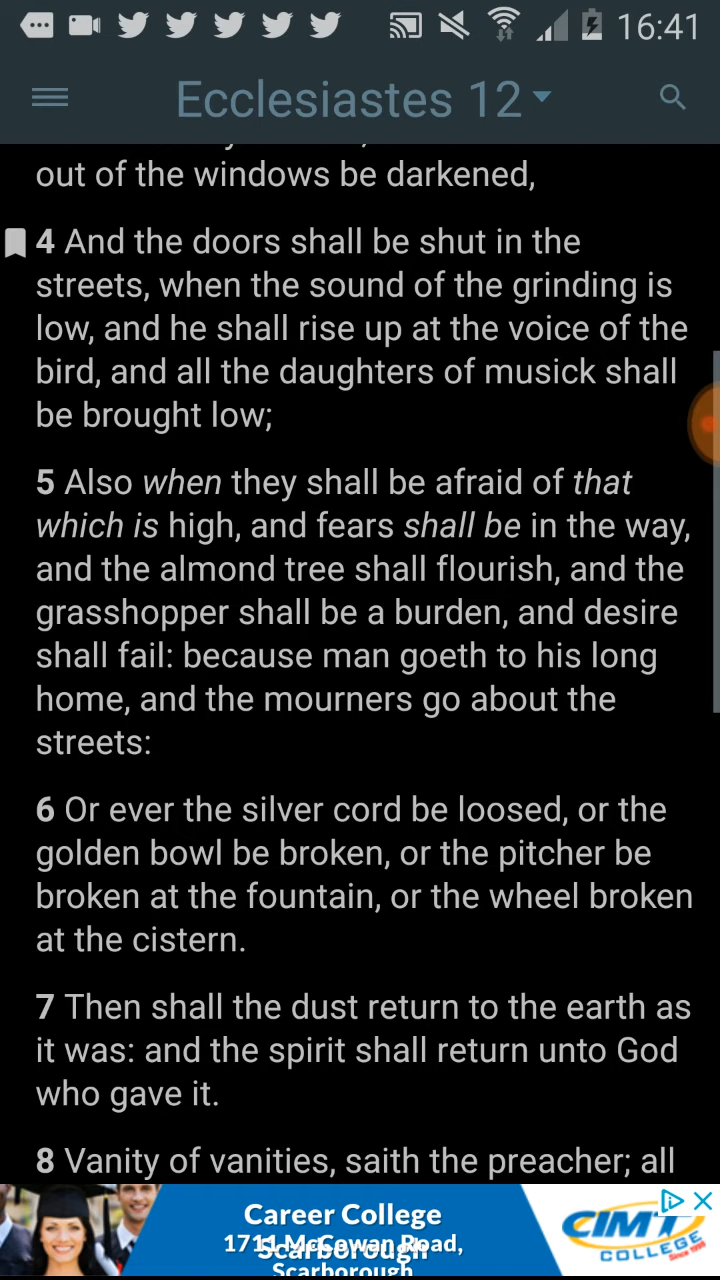 16:41
Ecclesiastes 12
out of the windows be darkened,
4 And the doors shall be shut in the
streets, when the sound of the grinding is
low, and he shall rise up at the voice of the
bird, and all the daughters of musick shall
be brought low;
5 Also when they shall be afraid of that
which is high, and fears shall be in the way,
and the almond tree shall flourish, and the
grasshopper shall be a burden, and desire
shall fail: because man goeth to his long
home, and the mourners go about the
streets:
6 Or ever the silver cord be loosed, or the
golden bowl be broken, or the pitcher be
broken at the fountain, or the wheel broken
at the cistern.
7 Then shall the dust return to the earth as
it was: and the spirit shall return unto God
who gave it.
8 Vanity of vanities, saith the preacher; all
Career College
Scarborough
1711 McCowan Road,
Scarborough
CIMT
COLLEGE
Since 1999